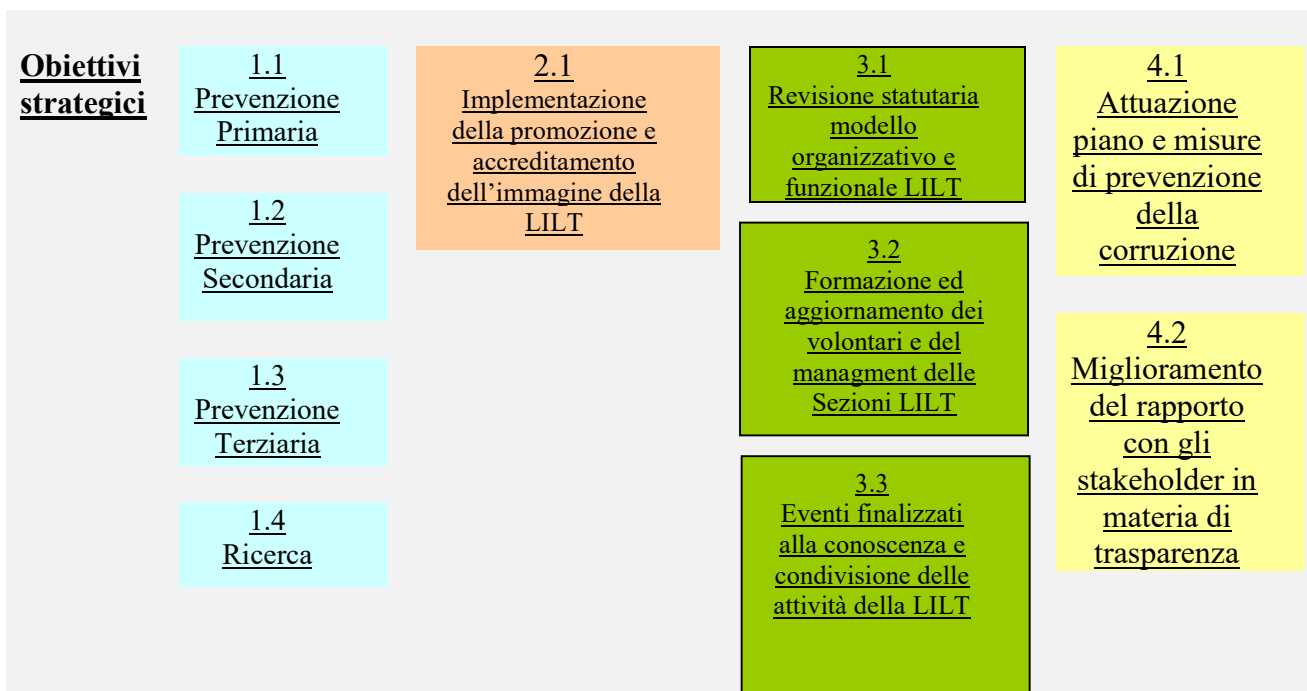 Obiettivi
strategici
1.1
Prevenzione
Primaria
1.2
Prevenzione
Secondaria
1.3
Prevenzione
Terziaria
1.4
Ricerca
2.1
Implementazione
della promozione e
accreditamento
dell’immagine della
LILT
3.1
Revisione statutaria
modello
organizzativo e
funzionale LILT
3.2
Formazione ed
aggiornamento dei
volontari e del
managment delle
Sezioni LILT
3.3
Eventi finalizzati
alla conoscenza e
condivisione delle
attività della LILT
4.1
Attuazione
piano e misure
di prevenzione
della
corruzione
4.2
Miglioramento
del rapporto
con gli
stakeholder in
materia di
trasparenza